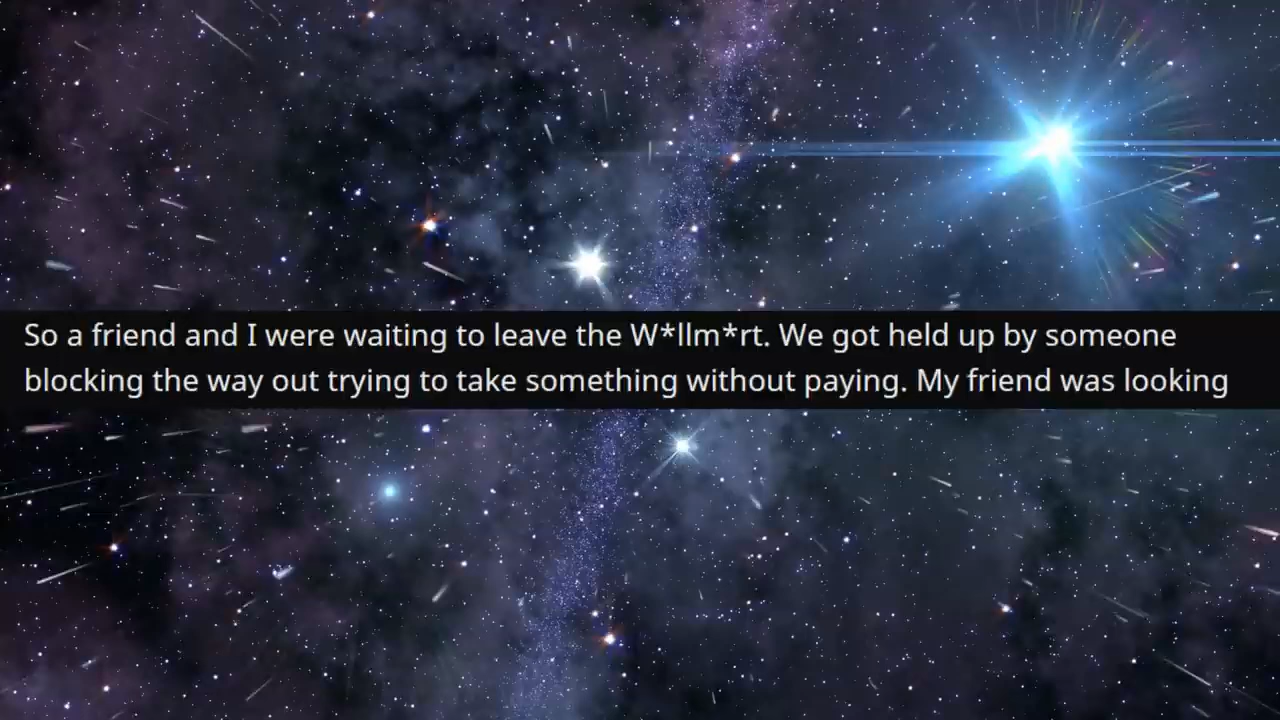 So a friend and I were waiting to leave the W*llm*rt. We got held up by someone
blocking the way out trying to take something without paying. My friend was looking